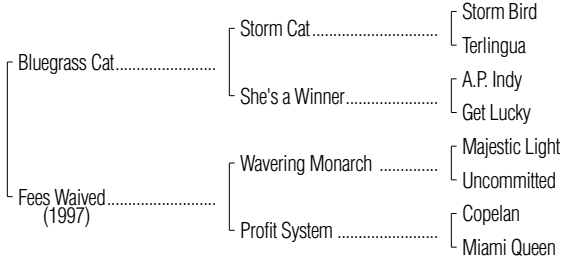 Storm Bird
Storm Cat................................
Terlingua
Bluegrass Cat.........................
A.P. Indy
She's a Winner.......................
Get Lucky
Majestic Light
Wavering Monarch ..............
Uncommitted
Fees Waived...........................
(1997)
Copelan
Profit System .........................
Miami Queen